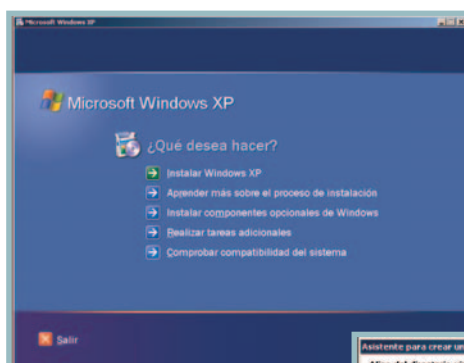 Microsoft Windows XP
Microsoft Windows XP
¿Qué desea hacer?
Instalar Windows XP
Aprender más sobre el proceso de instalación
Instalar componentes opcionales de Windows
Realizar tareas adicionales
Comprobar compatibilidad del sistema
Salir
Asistente para crear un